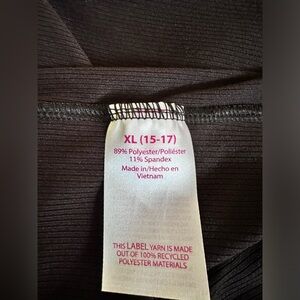 XL (15-17)
89% Polyester/Poliéster
11% Spandex
Made in/Hecho en
Vietnam
THIS LABEL YARN IS MADE
OUT OF 100% RECYCLED
POLYESTER MATERIALS